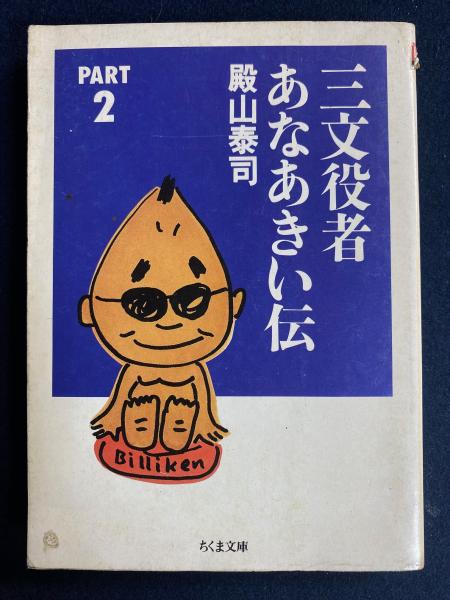 三文役者
あなあきい伝
殿山泰司
PART
2
Billiken
ちくま文庫